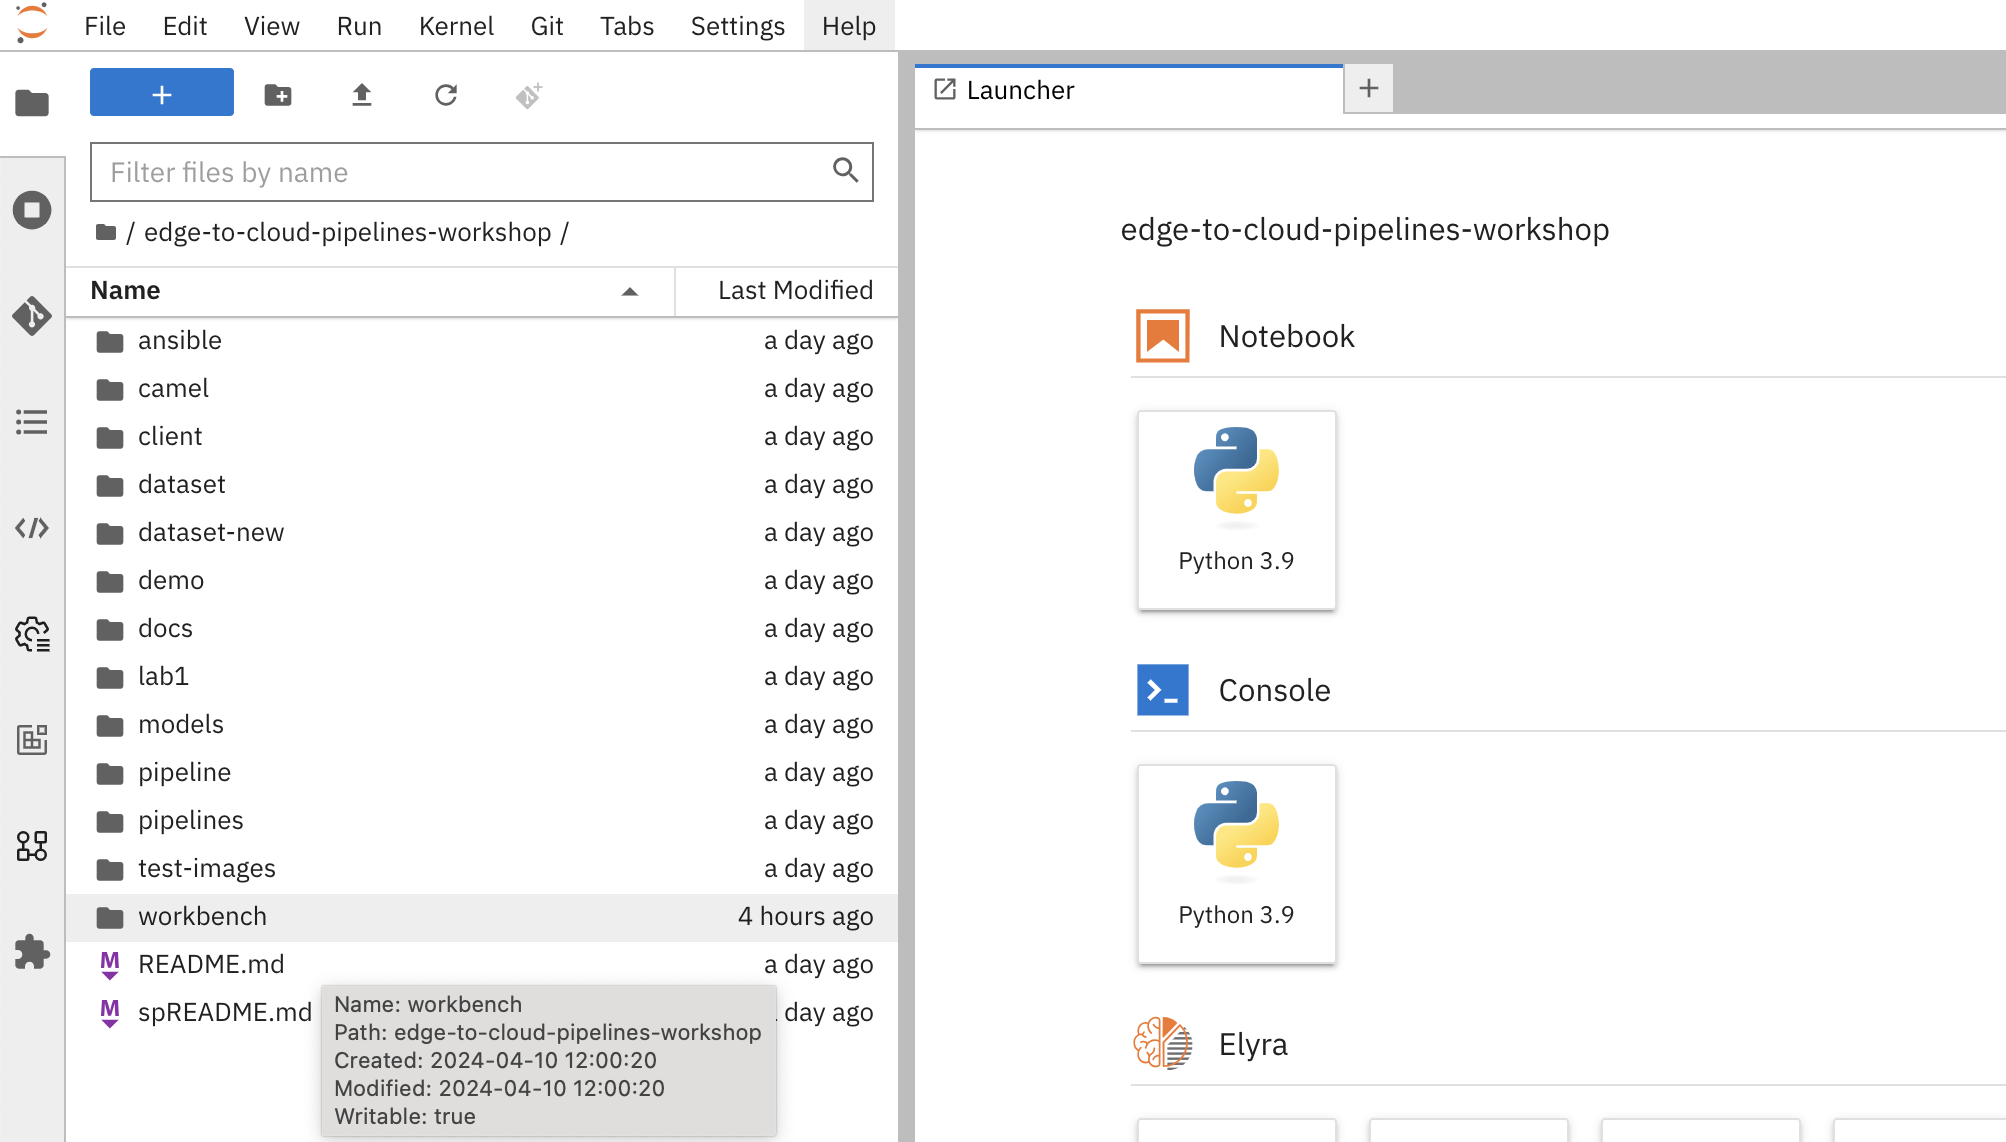 File Edit View Run Kernel Git Tabs Settings Help
Filter files by name
/ edge-to-cloud-pipelines-workshop /
Name Last Modified
ansible a day ago
camel a day ago
client a day ago
dataset a day ago
dataset-new a day ago
demo a day ago
docs a day ago
lab1 a day ago
models a day ago
pipeline a day ago
pipelines a day ago
test-images a day ago
workbench 4 hours ago
README.md a day ago
spREADME.md day ago
Name: workbench
Path: edge-to-cloud-pipelines-workshop
Created: 2024-04-10 12:00:20
Modified: 2024-04-10 12:00:20
Writable: true
Launcher
edge-to-cloud-pipelines-workshop
Notebook
Python 3.9
Console
Python 3.9
Elyra